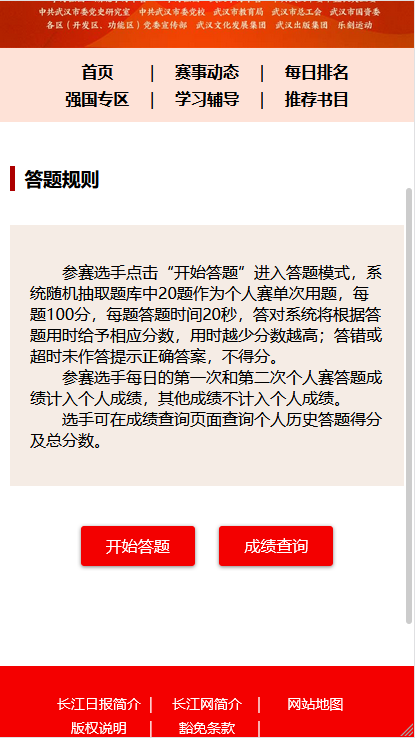 中共武汉市委党史研究室 中共武汉市委党校 武汉市教育局 武汉市总工会 武汉市国资委
各区（开发区、功能区）党委宣传部 武汉文化发展集团 武汉出版集团 乐刻运动
首页 | 赛事动态 | 每日排名
强国专区 | 学习辅导 | 推荐书目
答题规则
参赛选手点击“开始答题”进入答题模式，系
统随机抽取题库中20题作为个人赛单次用题，每
题100分，每题答题时间20秒，答对系统将根据答
题用时给予相应分数，用时越少分数越高；答错或
超时未作答提示正确答案，不得分。
参赛选手每日的第一次和第二次个人赛答题成
绩计入个人成绩，其他成绩不计入个人成绩。
选手可在成绩查询页面查询个人历史答题得分
及总分数。
开始答题 成绩查询
长江日报简介 | 长江网简介 | 网站地图
版权说明 | 豁免条款 |